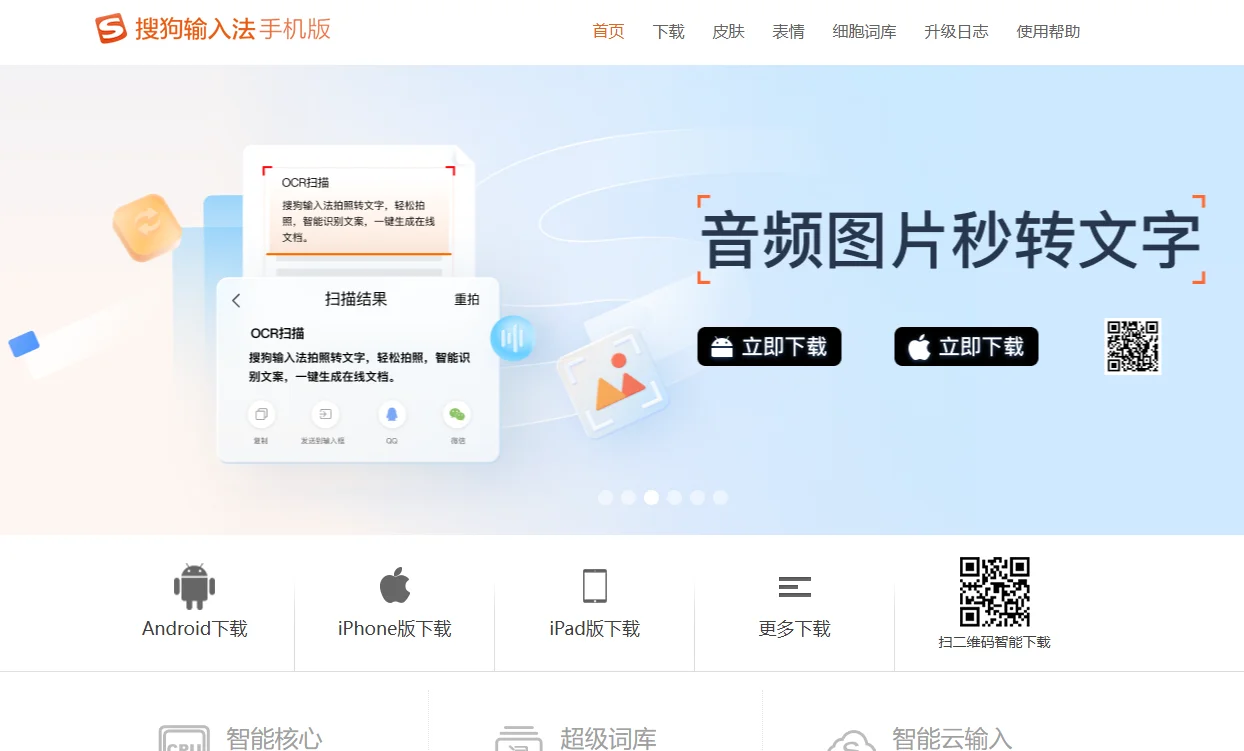 搜狗输入法手机版
首页 下载 皮肤 表情 细胞词库 升级日志 使用帮助
OCR扫描
搜狗输入法拍照转文字，轻松拍
照，智能识别文案，一键生成在线
文档。
扫描结果 重拍
OCR扫描
搜狗输入法拍照转文字，轻松拍照，智能识
别文案，一键生成在线文档。
复制 发送到输入框 QQ 微信
音频图片秒转文字
立即下载 立即下载
Android下载 iPhone版下载 iPad版下载 更多下载 扫二维码智能下载
CPU 智能核心 超级词库 智能云输入